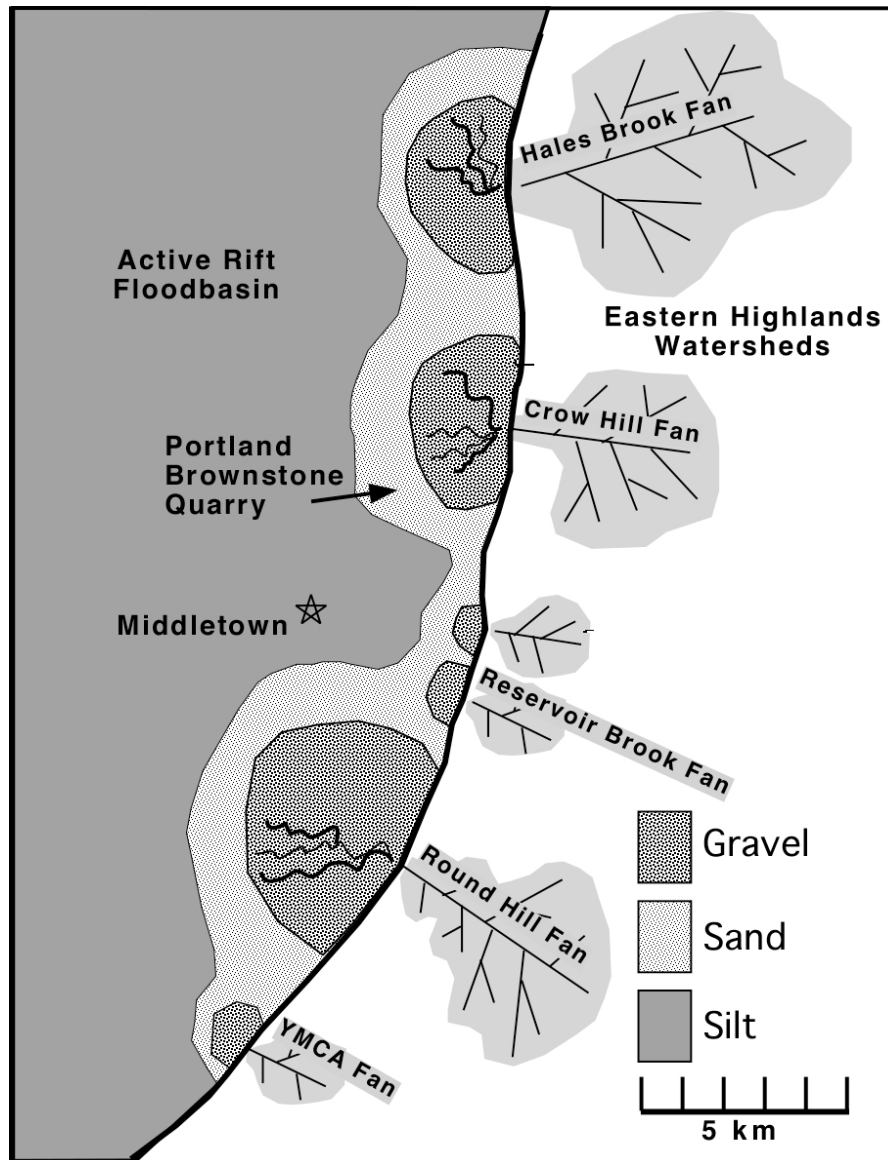 Hales Brook Fan
Active Rift
Floodbasin
Eastern Highlands
Watersheds
Crow Hill Fan
Portland
Brownstone
Quarry
Middletown
Reservoir Brook Fan
Round Hill Fan
YMCA Fan
Gravel
Sand
Silt
5 km